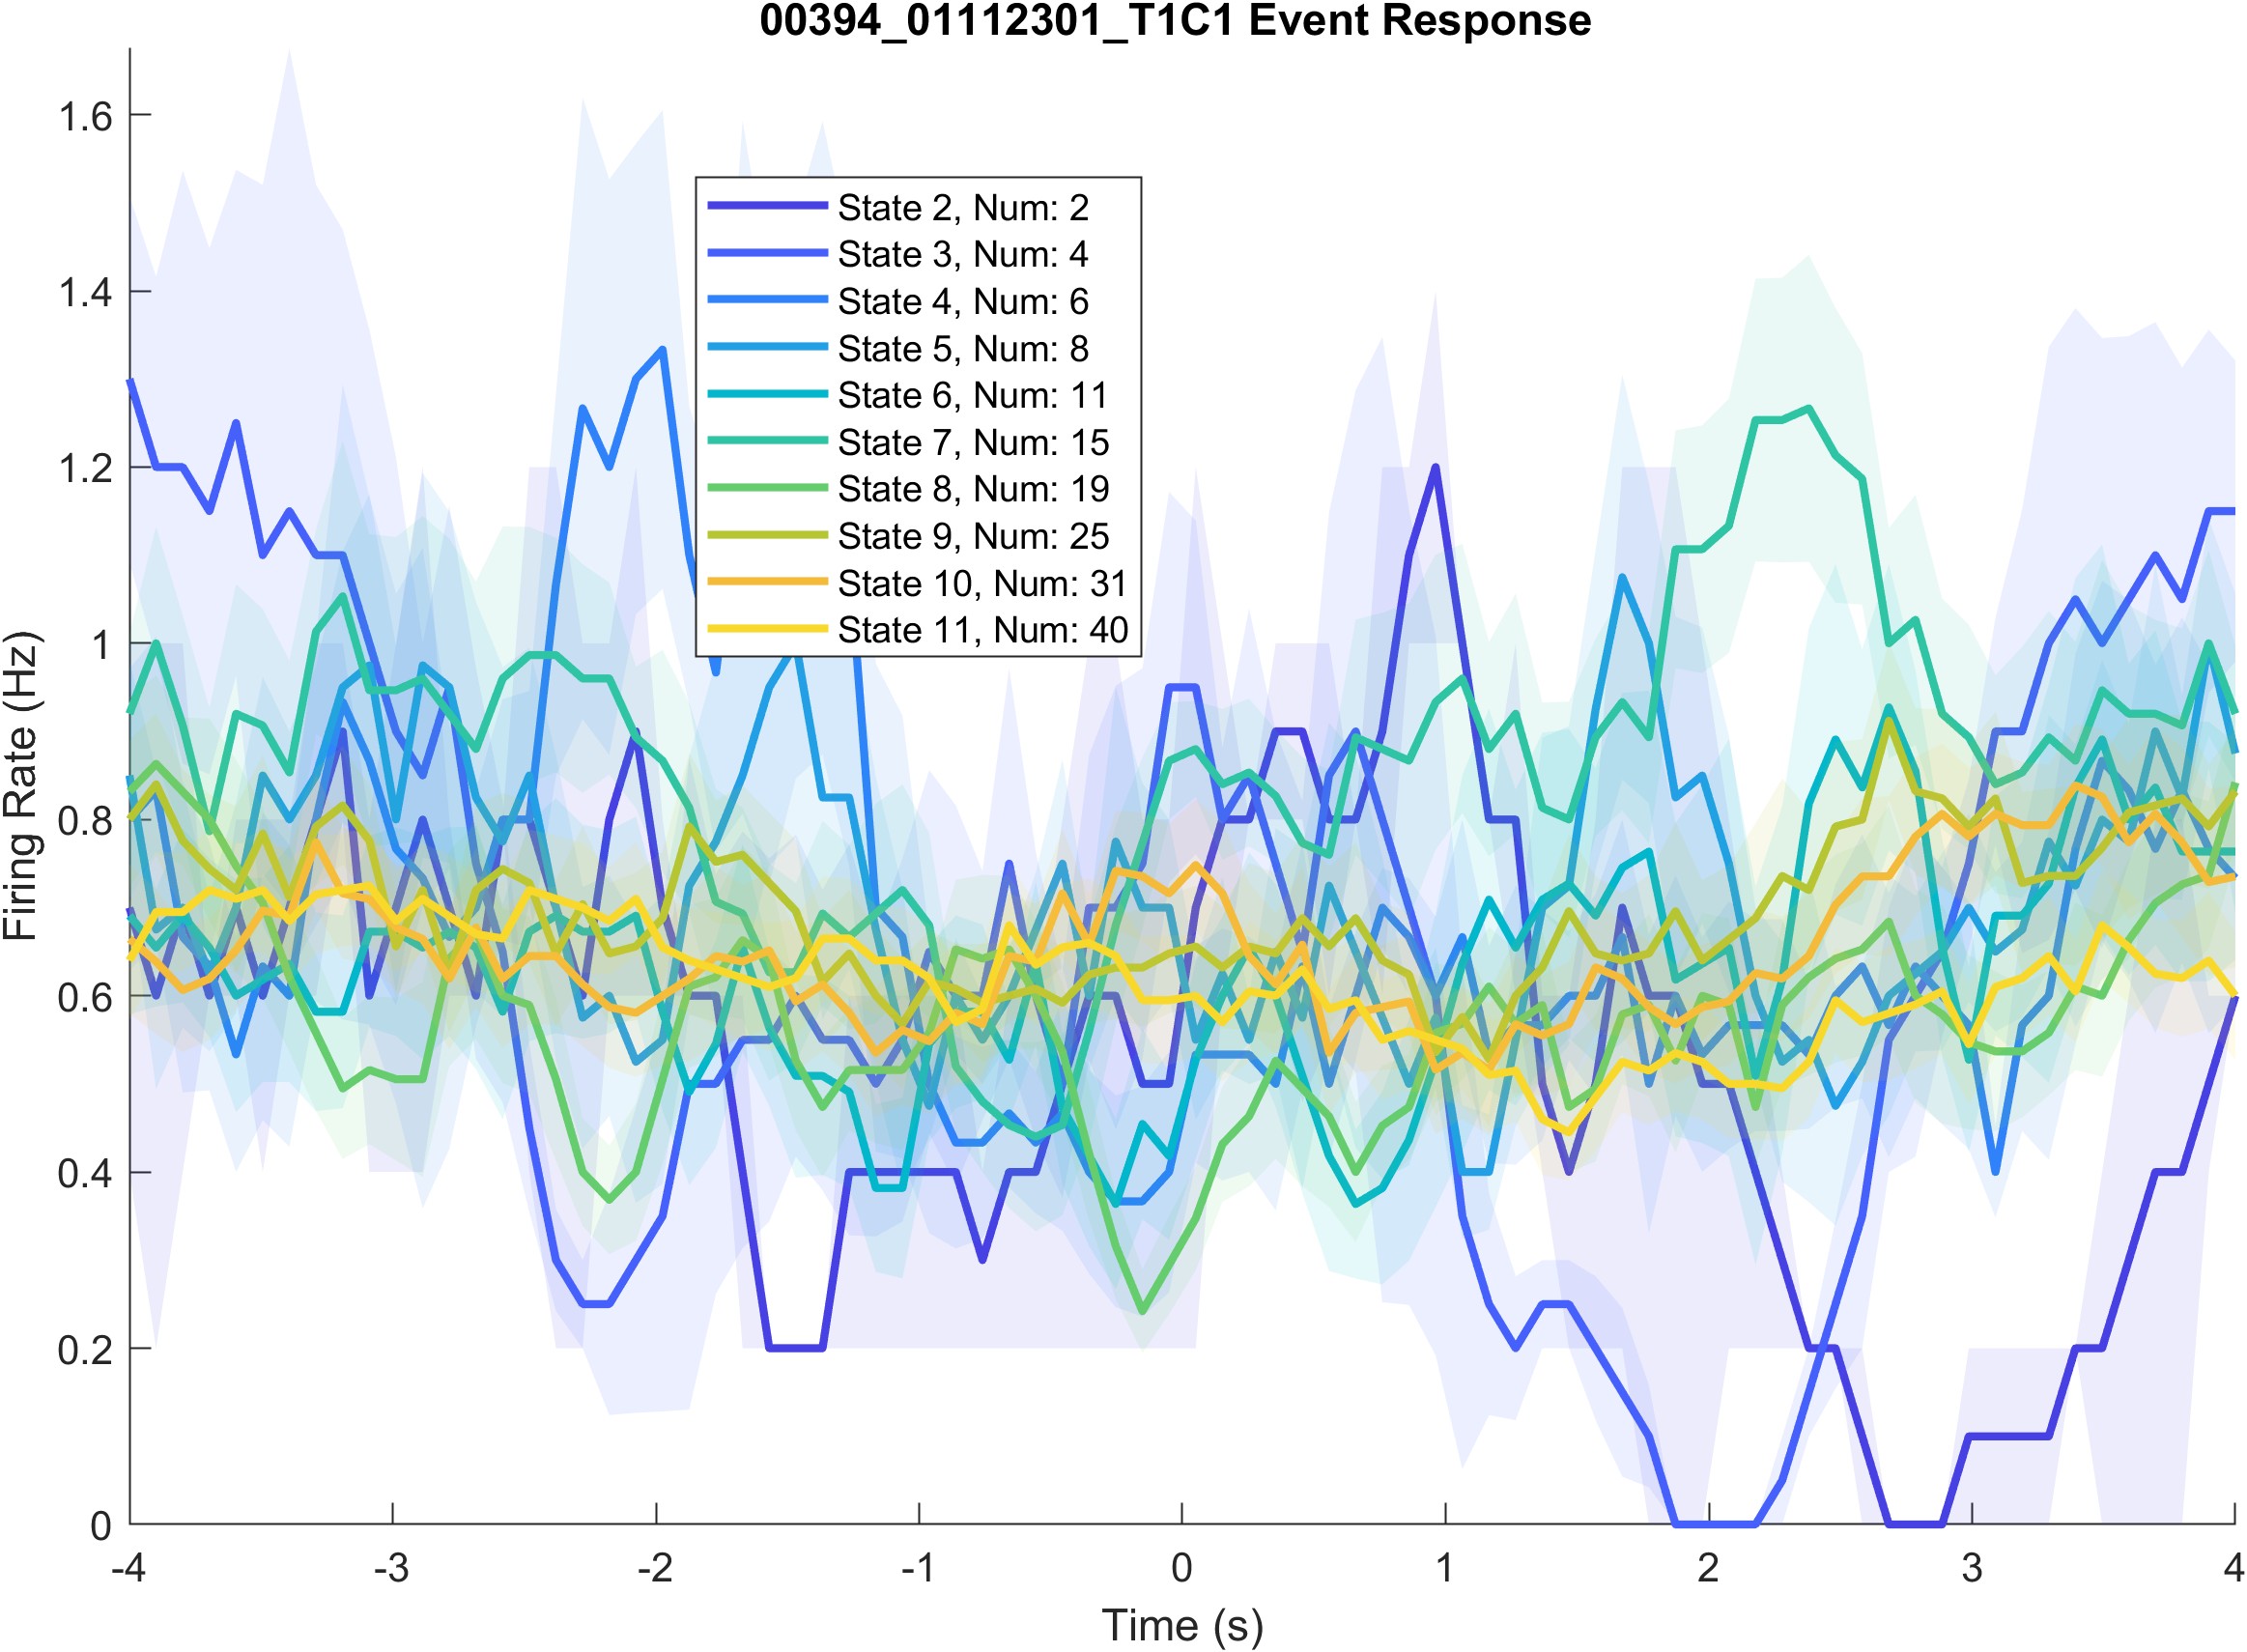 00394_01112301_T1C1 Event Response
Firing Rate (Hz)
1.6
1.4
1.2
1
0.8
0.6
0.4
0.2
0
State 2, Num: 2
State 3, Num: 4
State 4, Num: 6
State 5, Num: 8
State 6, Num: 11
State 7, Num: 15
State 8, Num: 19
State 9, Num: 25
State 10, Num: 31
State 11, Num: 40
-4 -3 -2 -1 0 1 2 3 4
Time (s)